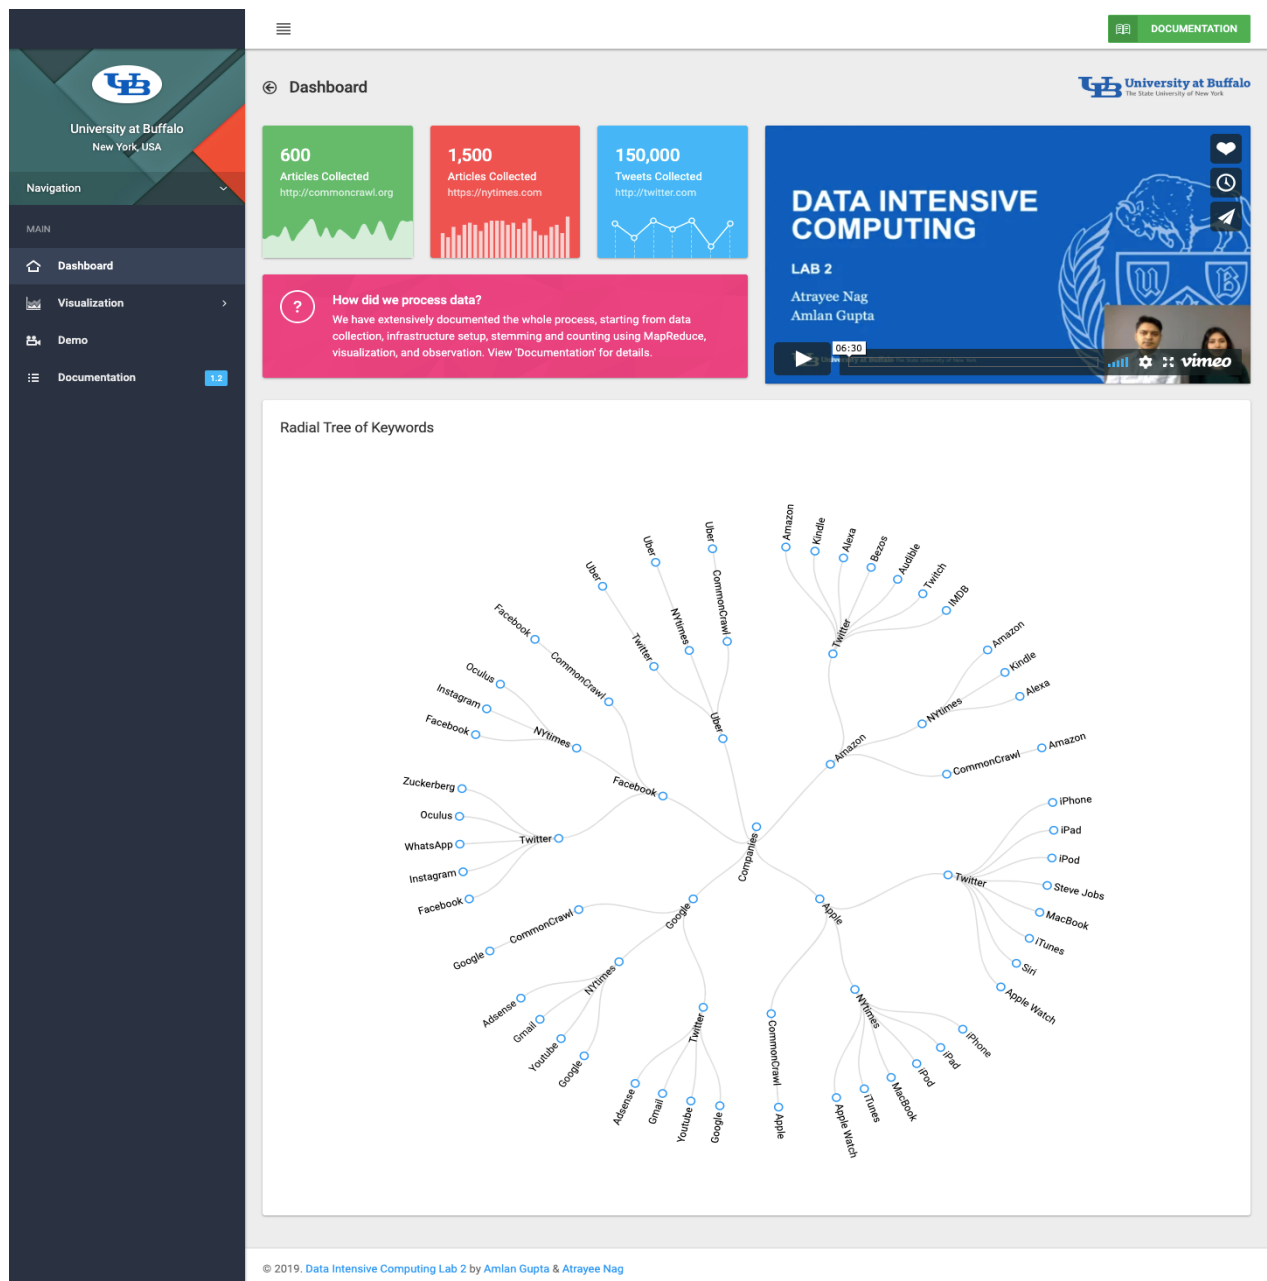 DOCUMENTATION
UB
University at Buffalo
New York, USA
Navigation
MAIN
Dashboard
Visualization
Demo
Documentation
1.2
Dashboard
University at Buffalo
The State University of New York
600
Articles Collected
http://commoncrawl.org
1,500
Articles Collected
https://nytimes.com
150,000
Tweets Collected
http://twitter.com
?
How did we process data?
We have extensively documented the whole process, starting from data
collection, infrastructure setup, stemming and counting using MapReduce,
visualization, and observation. View 'Documentation' for details.
DATA INTENSIVE
COMPUTING
LAB 2
Atrayee Nag
Amlan Gupta
U B
06:30
vimeo
Radial Tree of Keywords
Companies
Amazon
Twitter
Amazon
Kindle
Alexa
Bezos
Audible
Twitch
IMDB
NYtimes
Amazon
Kindle
Alexa
CommonCrawl
Amazon
Apple
Twitter
iPhone
iPad
iPod
Steve Jobs
MacBook
iTunes
Siri
Apple Watch
NYtimes
iPhone
iPad
iPod
MacBook
iTunes
Apple Watch
CommonCrawl
Apple
Google
Twitter
Google
Youtube
Gmail
Adsense
NYtimes
Google
Youtube
Gmail
Adsense
CommonCrawl
Google
Facebook
Twitter
Facebook
Instagram
WhatsApp
Oculus
Zuckerberg
NYtimes
Facebook
Instagram
Oculus
CommonCrawl
Facebook
Uber
Twitter
Uber
NYtimes
Uber
CommonCrawl
Uber
© 2019. Data Intensive Computing Lab 2 by Amlan Gupta & Atrayee Nag